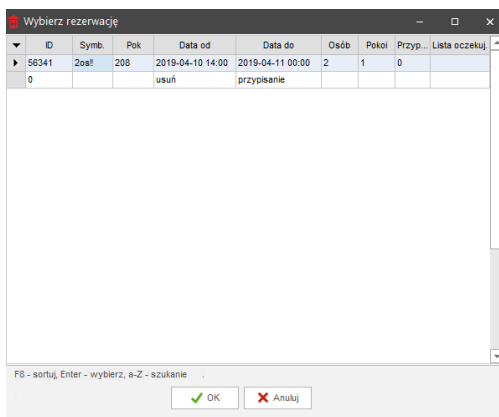 Wybierz rezerwację
ID Symb. Pok Data od Data do Osób Pokoi Przyp... Lista oczekuj.
56341 2os!! 208 2019-04-10 14:00 2019-04-11 00:00 2 1 0
0 usuń przypisanie
F8 - sortuj, Enter - wybierz, a-Z - szukanie .
OK Anuluj